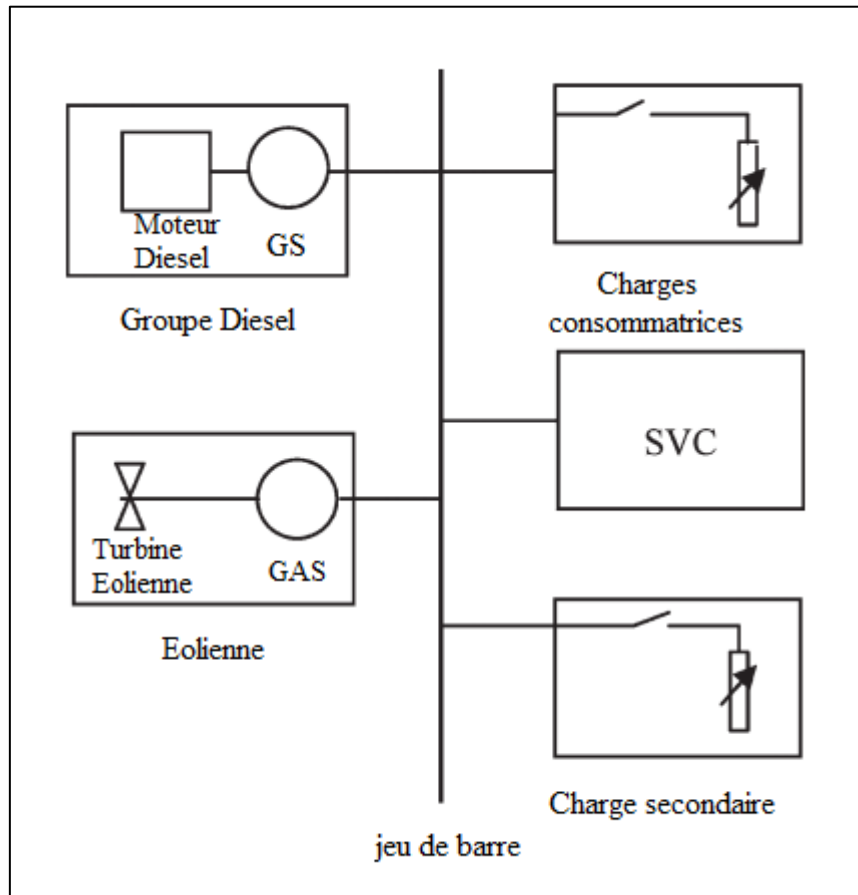 Moteur
Diesel
GS
Groupe Diesel
Charges
consommatrices
SVC
Turbine
Eolienne
GAS
Eolienne
Charge secondaire
jeu de barre